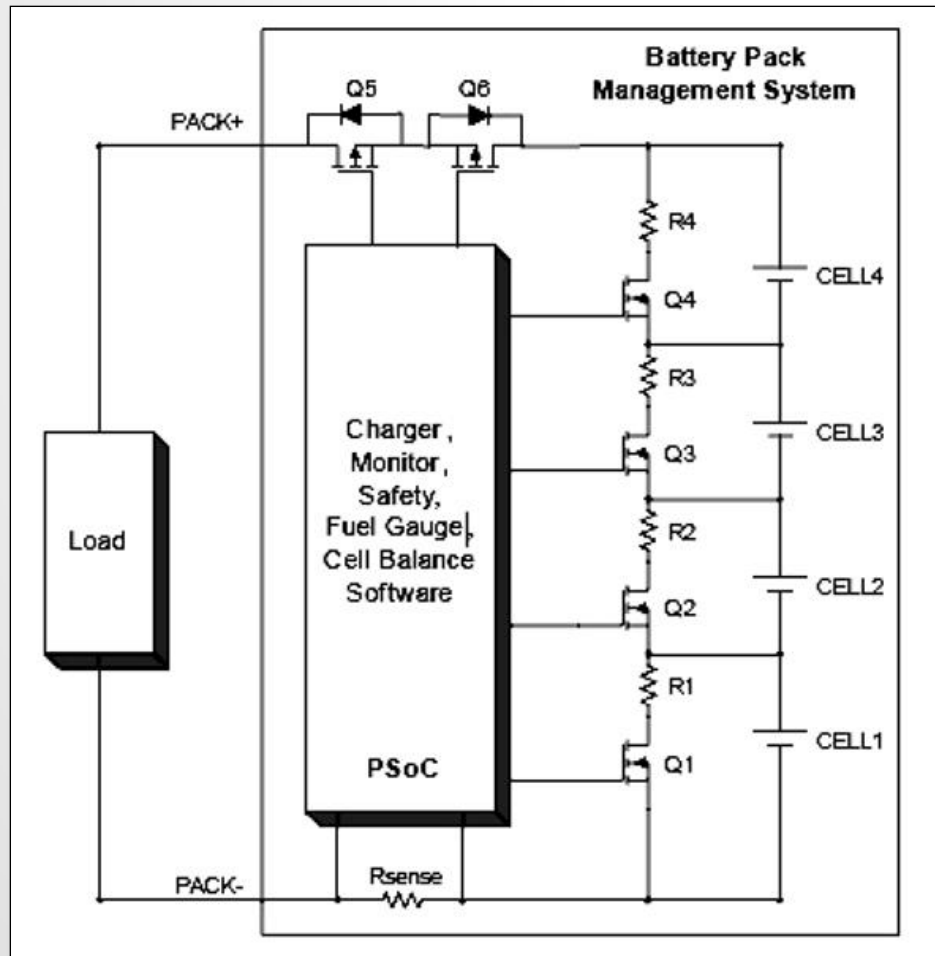 Battery Pack
Management System
Q5
Q6
PACK+
R4
CELL4
Q4
R3
Charger,
Monitor,
Safety,
Fuel Gauge,
Cell Balance
Software
CELL3
Q3
Load
R2
CELL2
Q2
R1
CELL1
Q1
PSoC
Rsense
PACK-